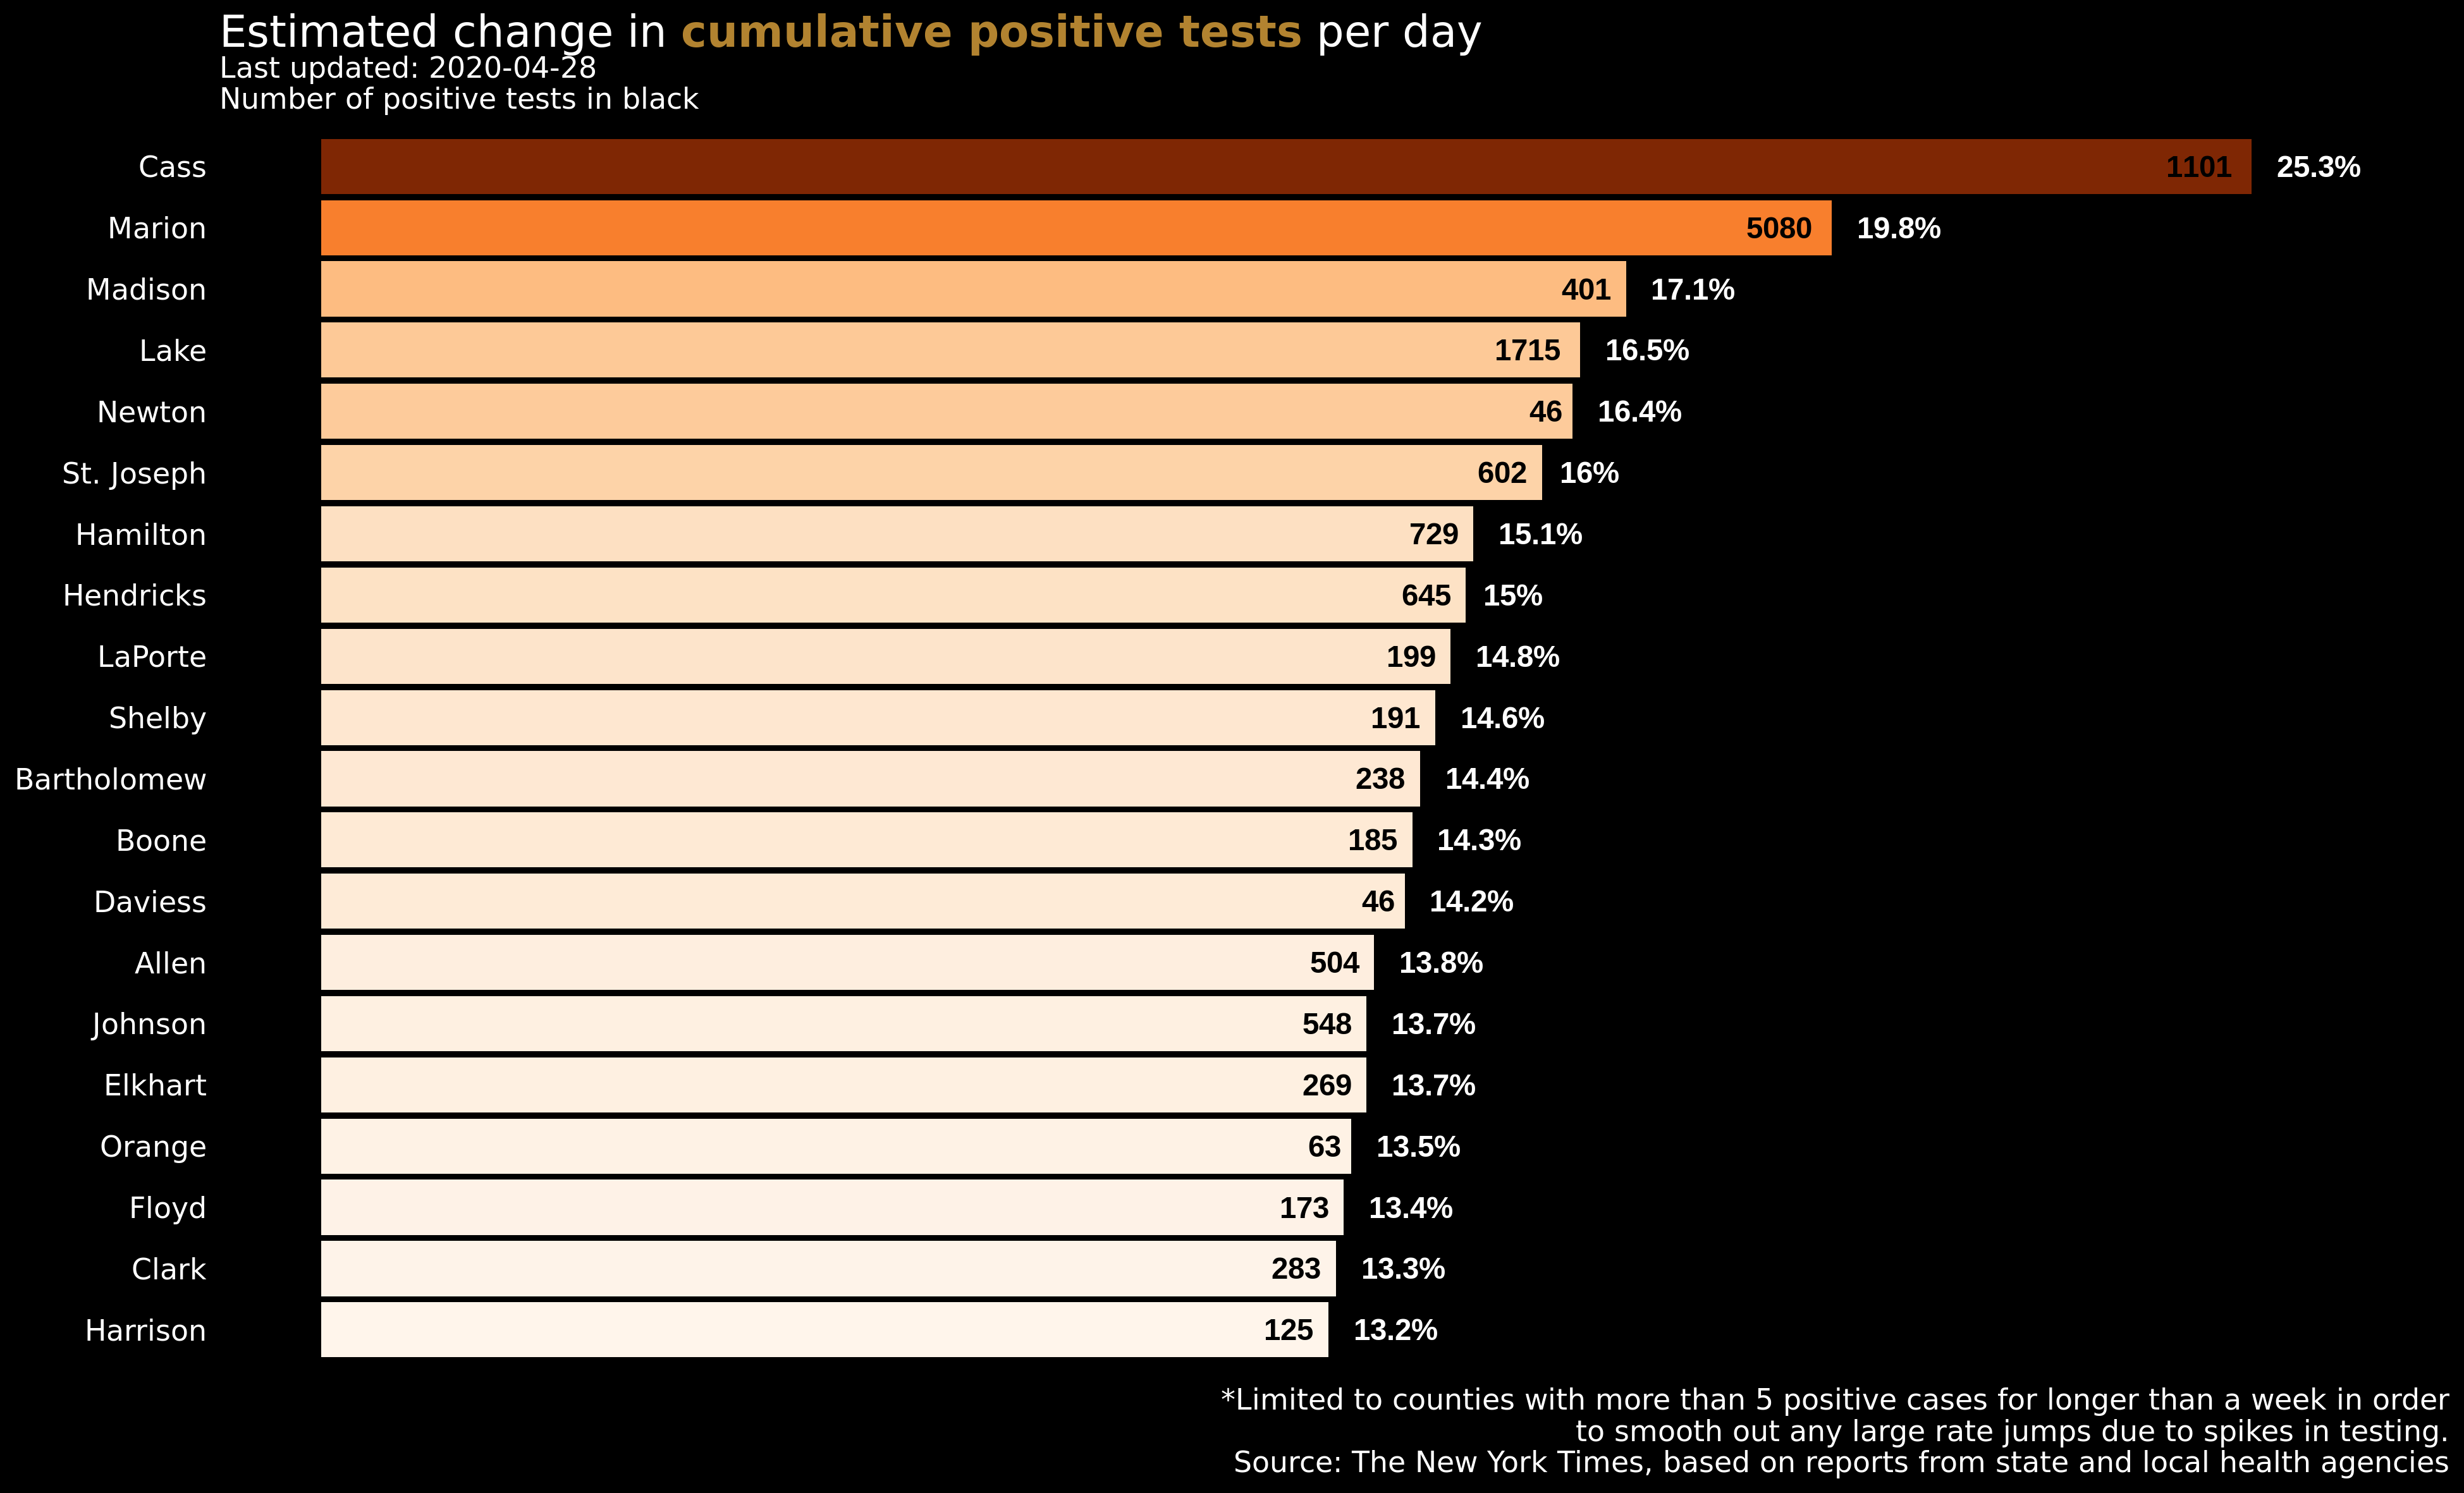 Estimated change in cumulative positive tests per day
Last updated: 2020-04-28
Number of positive tests in black
Cass 1101 25.3%
Marion 5080 19.8%
Madison 401 17.1%
Lake 1715 16.5%
Newton 46 16.4%
St. Joseph 602 16%
Hamilton 729 15.1%
Hendricks 645 15%
LaPorte 199 14.8%
Shelby 191 14.6%
Bartholomew 238 14.4%
Boone 185 14.3%
Daviess 46 14.2%
Allen 504 13.8%
Johnson 548 13.7%
Elkhart 269 13.7%
Orange 63 13.5%
Floyd 173 13.4%
Clark 283 13.3%
Harrison 125 13.2%
*Limited to counties with more than 5 positive cases for longer than a week in order
to smooth out any large rate jumps due to spikes in testing.
Source: The New York Times, based on reports from state and local health agencies